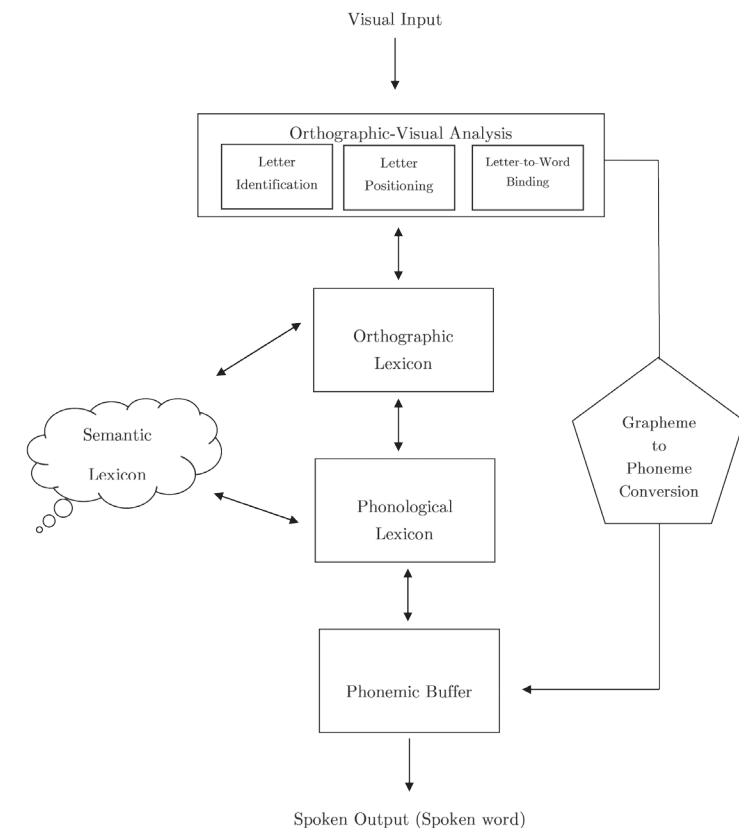 Visual Input
Orthographic-Visual Analysis
Letter
Identification
Letter
Positioning
Letter-to-Word
Binding
Orthographic
Lexicon
Semantic
Lexicon
Grapheme
to
Phoneme
Conversion
Phonological
Lexicon
Phonemic Buffer
Spoken Output (Spoken word)